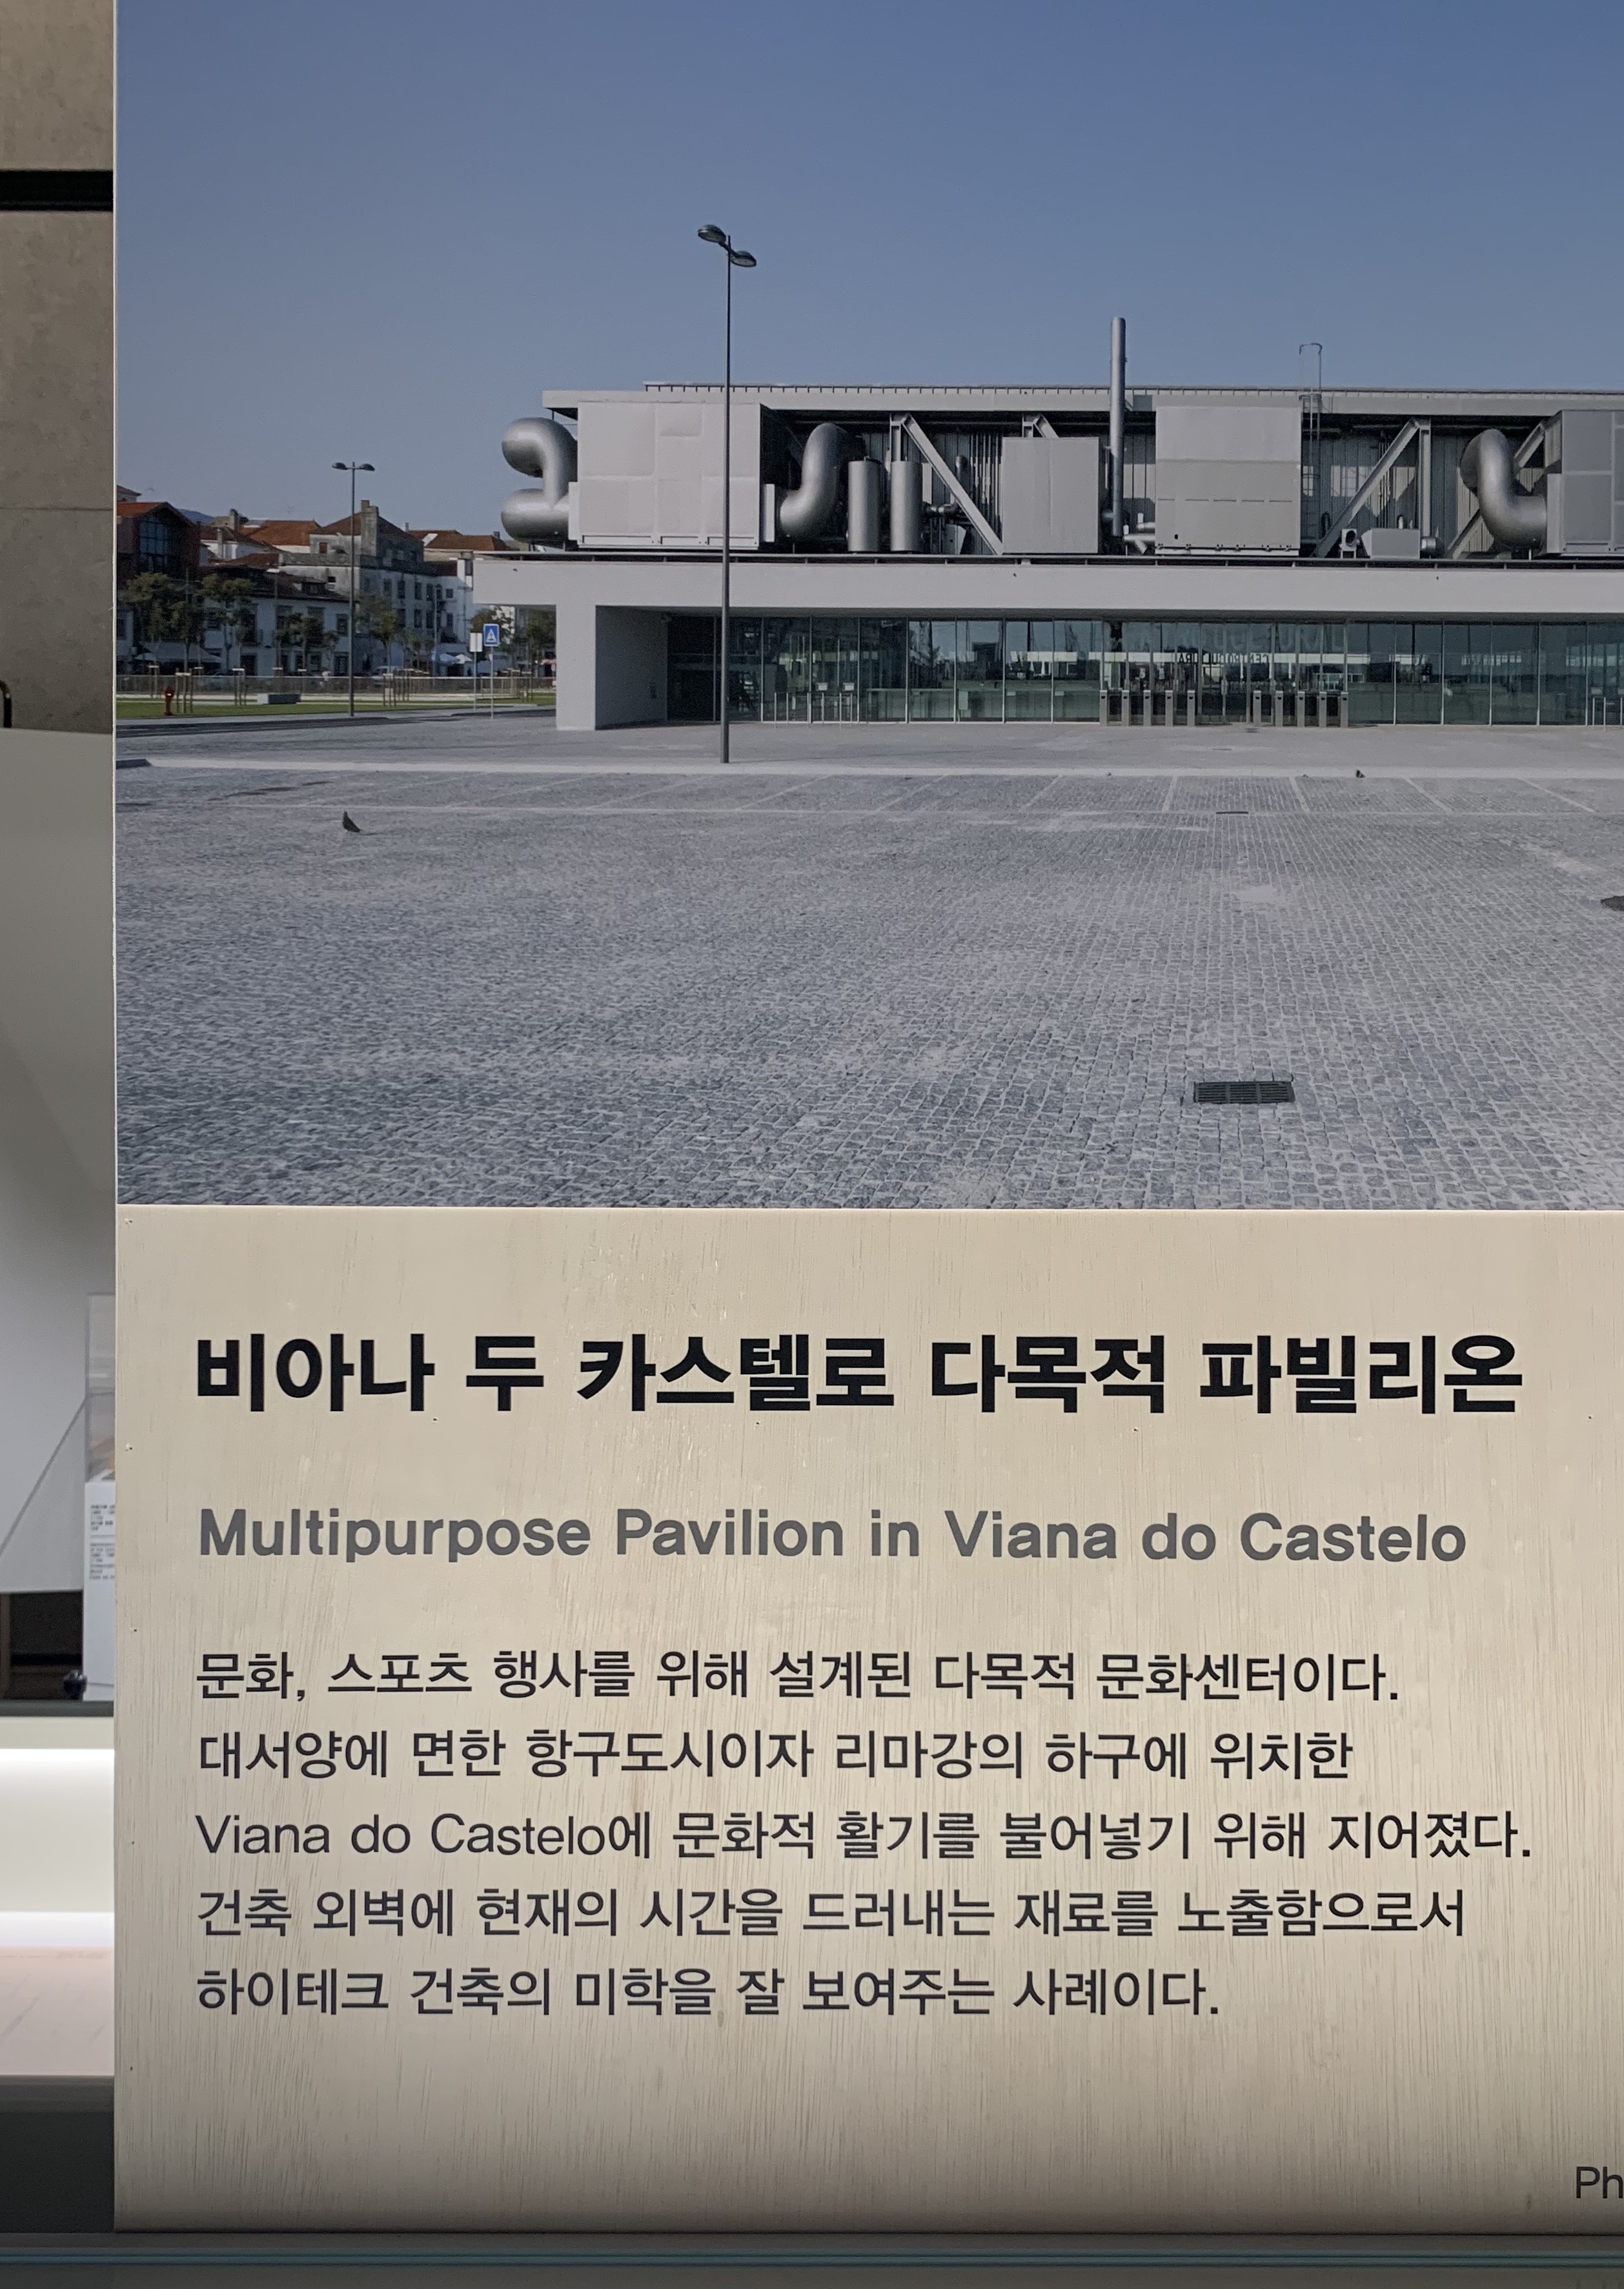 비아나 두 카스텔로 다목적 파빌리온
Multipurpose Pavilion in Viana do Castelo
문화, 스포츠 행사를 위해 설계된 다목적 문화센터이다.
대서양에 면한 항구도시이자 리마강의 하구에 위치한
Viana do Castelo에 문화적 활기를 불어넣기 위해 지어졌다.
건축 외벽에 현재의 시간을 드러내는 재료를 노출함으로서
하이테크 건축의 미학을 잘 보여주는 사례이다.
Ph